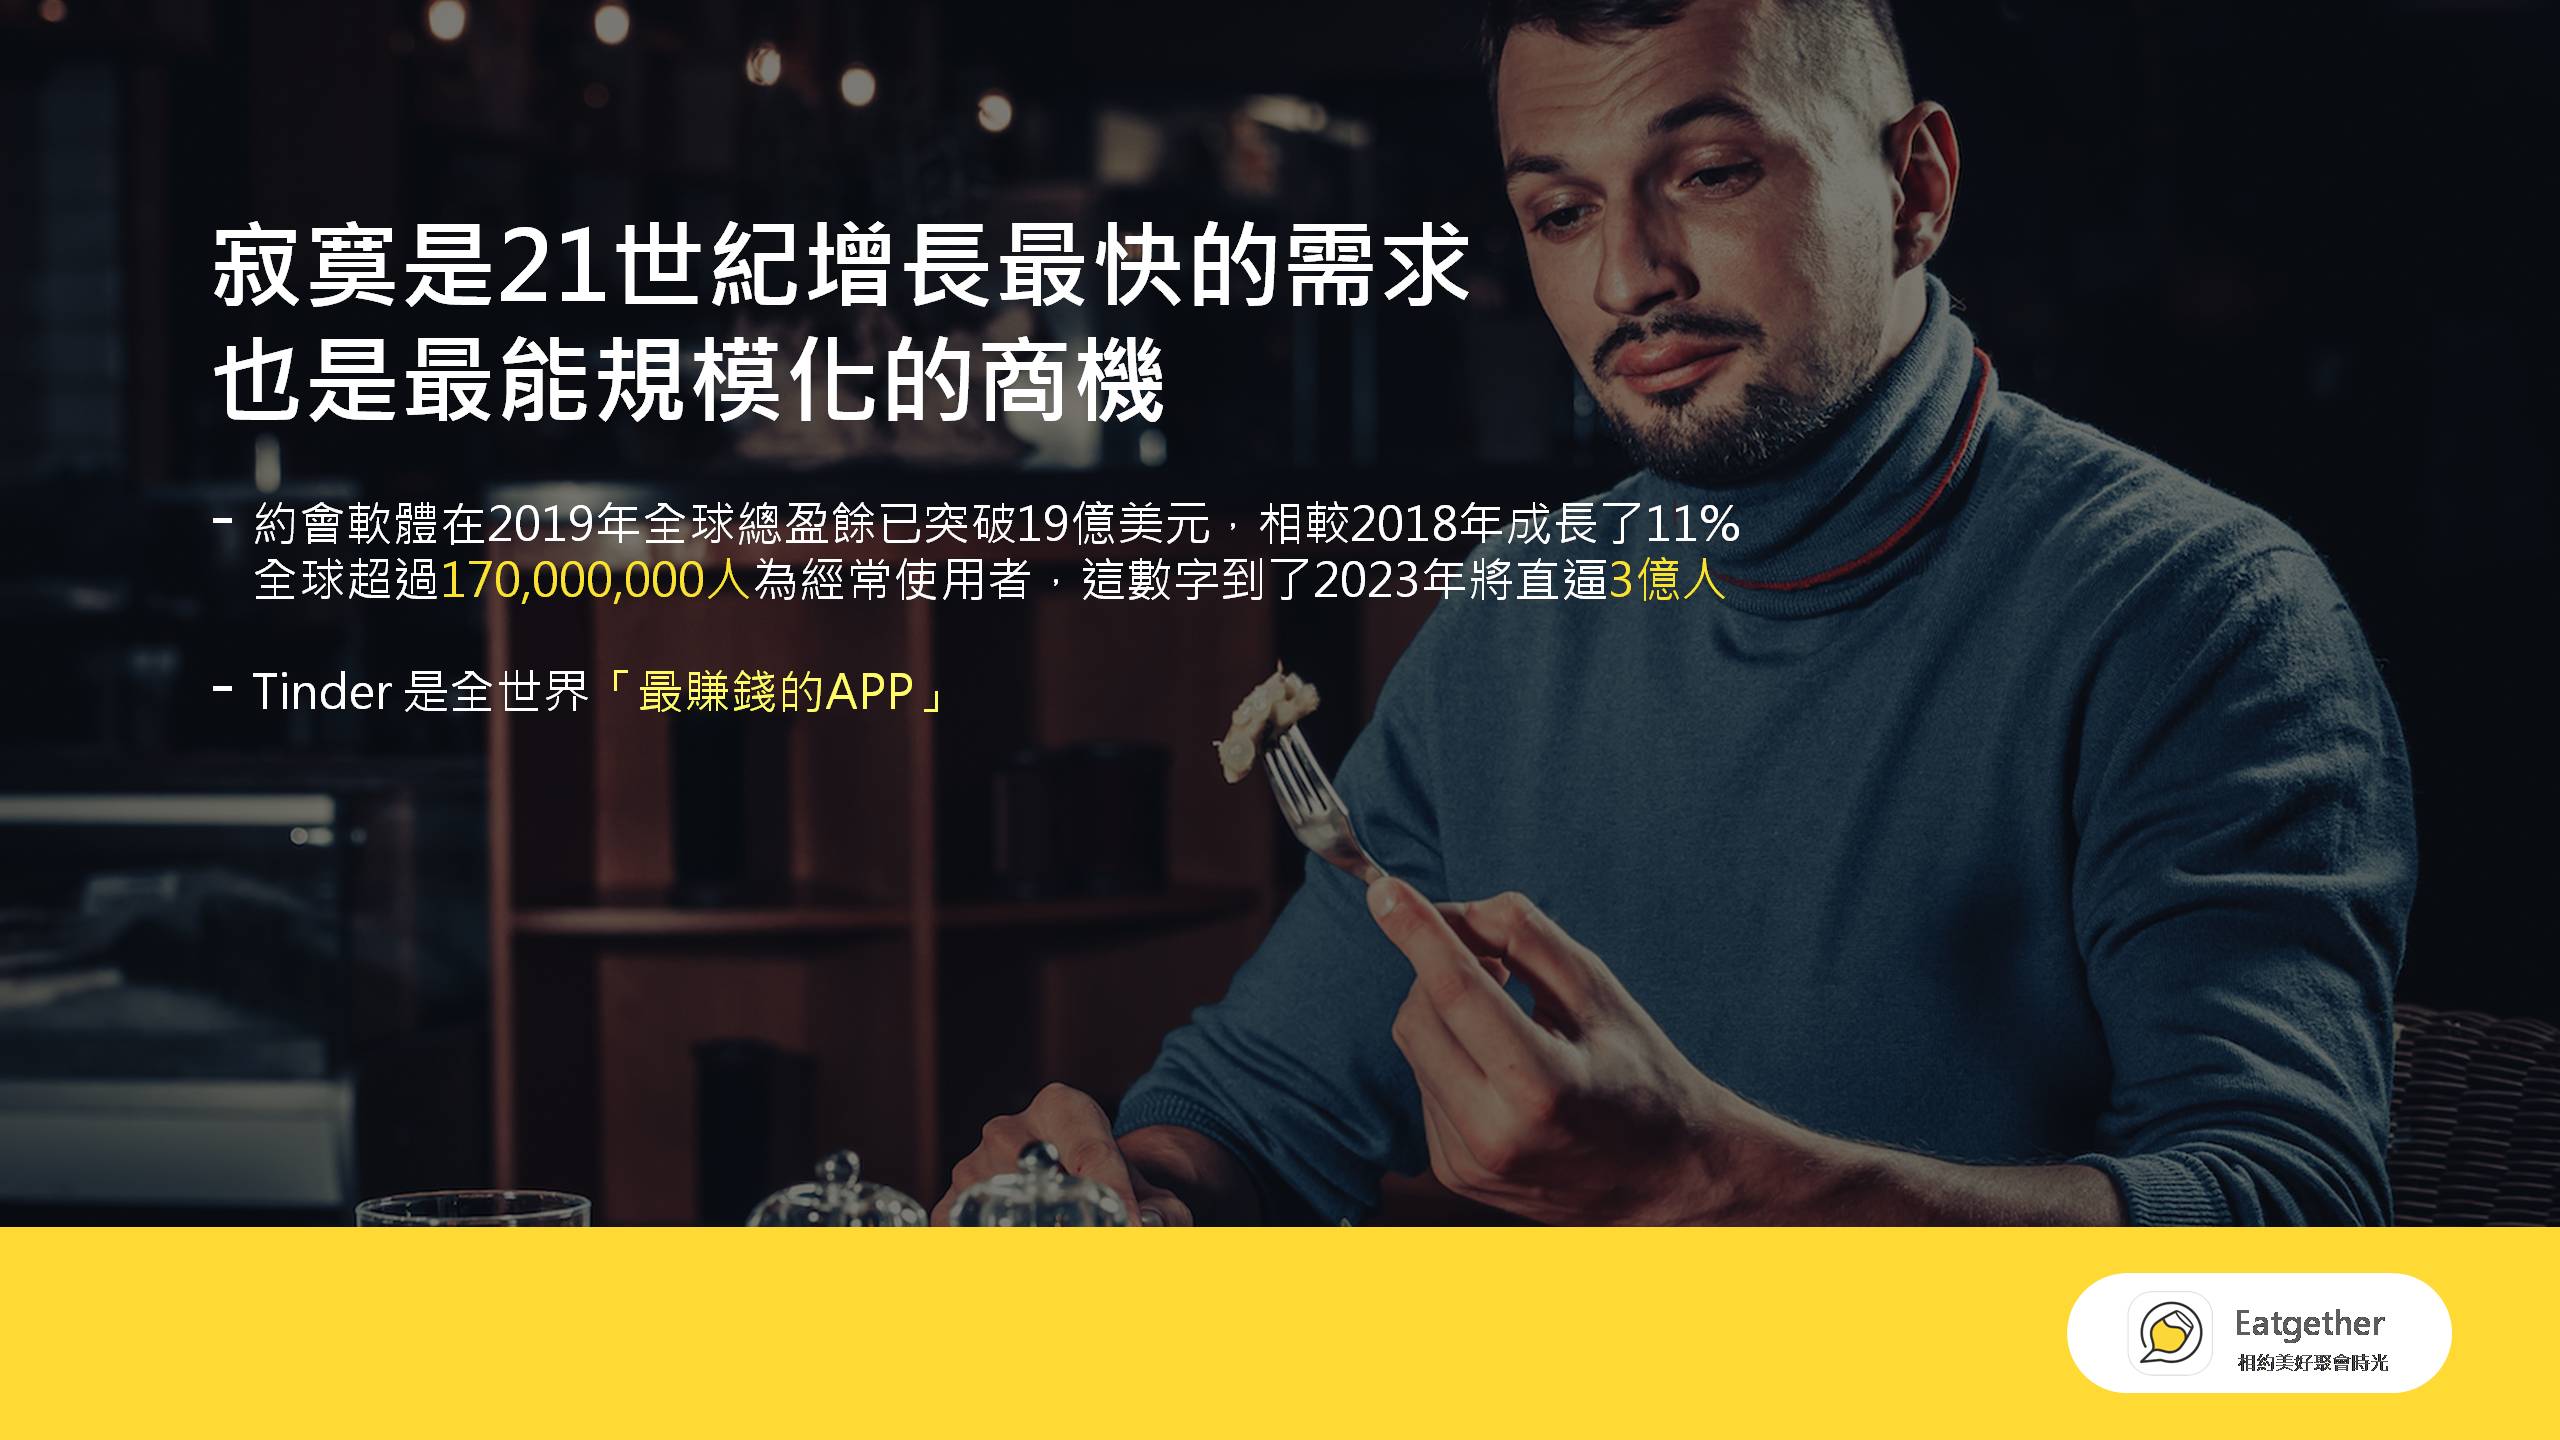 寂寞是21世紀增長最快的需求
也是最能規模化的商機
- 約會軟體在2019年全球總盈餘已突破19億美元，相較2018年成長了11%
全球超過170,000,000人為經常使用者，這數字到了2023年將直逼3億人
- Tinder 是全世界「最賺錢的APP」
Eatgether
相約美好聚會時光